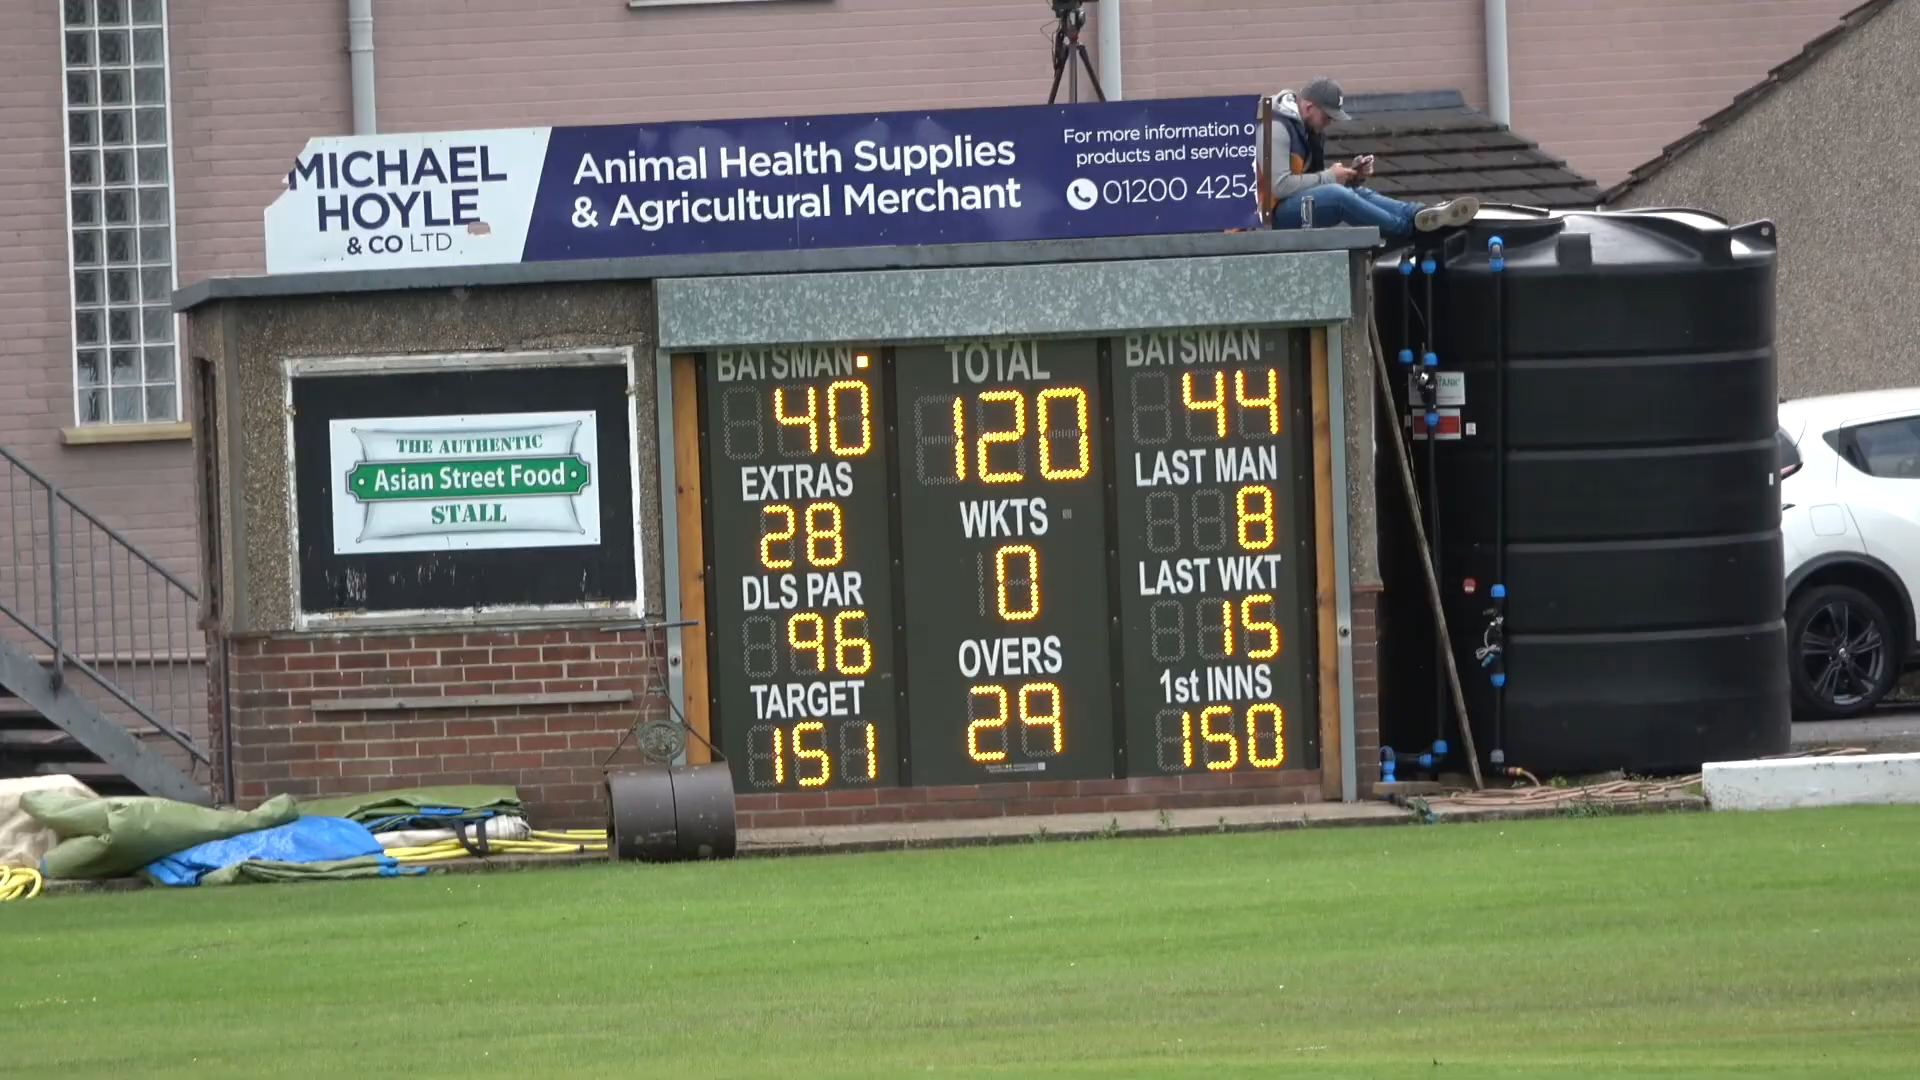 MICHAEL
HOYLE
& CO LTD
Animal Health Supplies
& Agricultural Merchant
For more information o
products and services
01200 4254
THE AUTHENTIC
Asian Street Food
STALL
BATSMAN
40
EXTRAS
28
DLS PAR
96
TARGET
151
TOTAL
120
WKTS
0
OVERS
29
BATSMAN
44
LAST MAN
8
LAST WKT
15
1st INNS
150